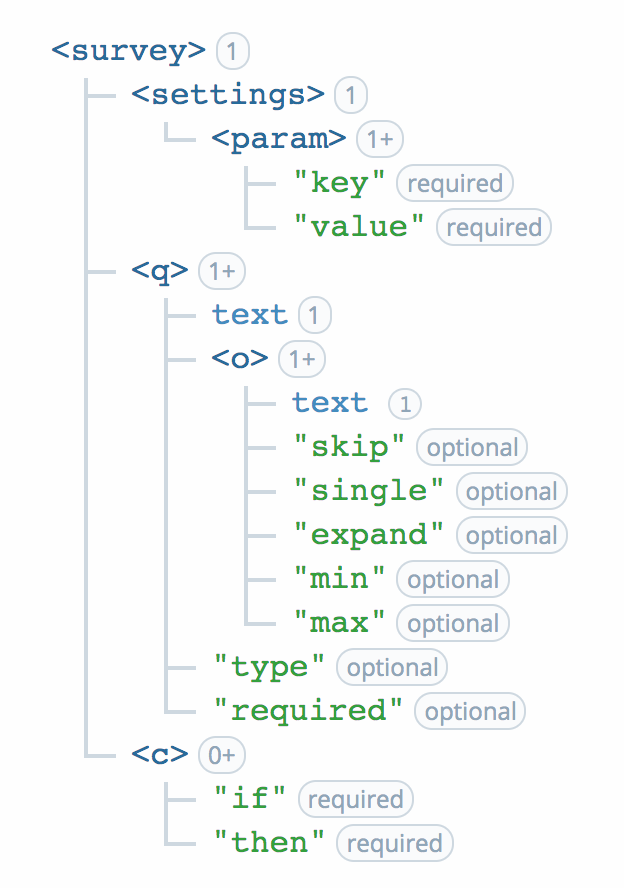 <survey> 1
<settings> 1
<param> 1+
"key" required
"value" required
<q> 1+
text 1
<o> 1+
text 1
"skip" optional
"single" optional
"expand" optional
"min" optional
"max" optional
"type" optional
"required" optional
<c> 0+
"if" required
"then" required